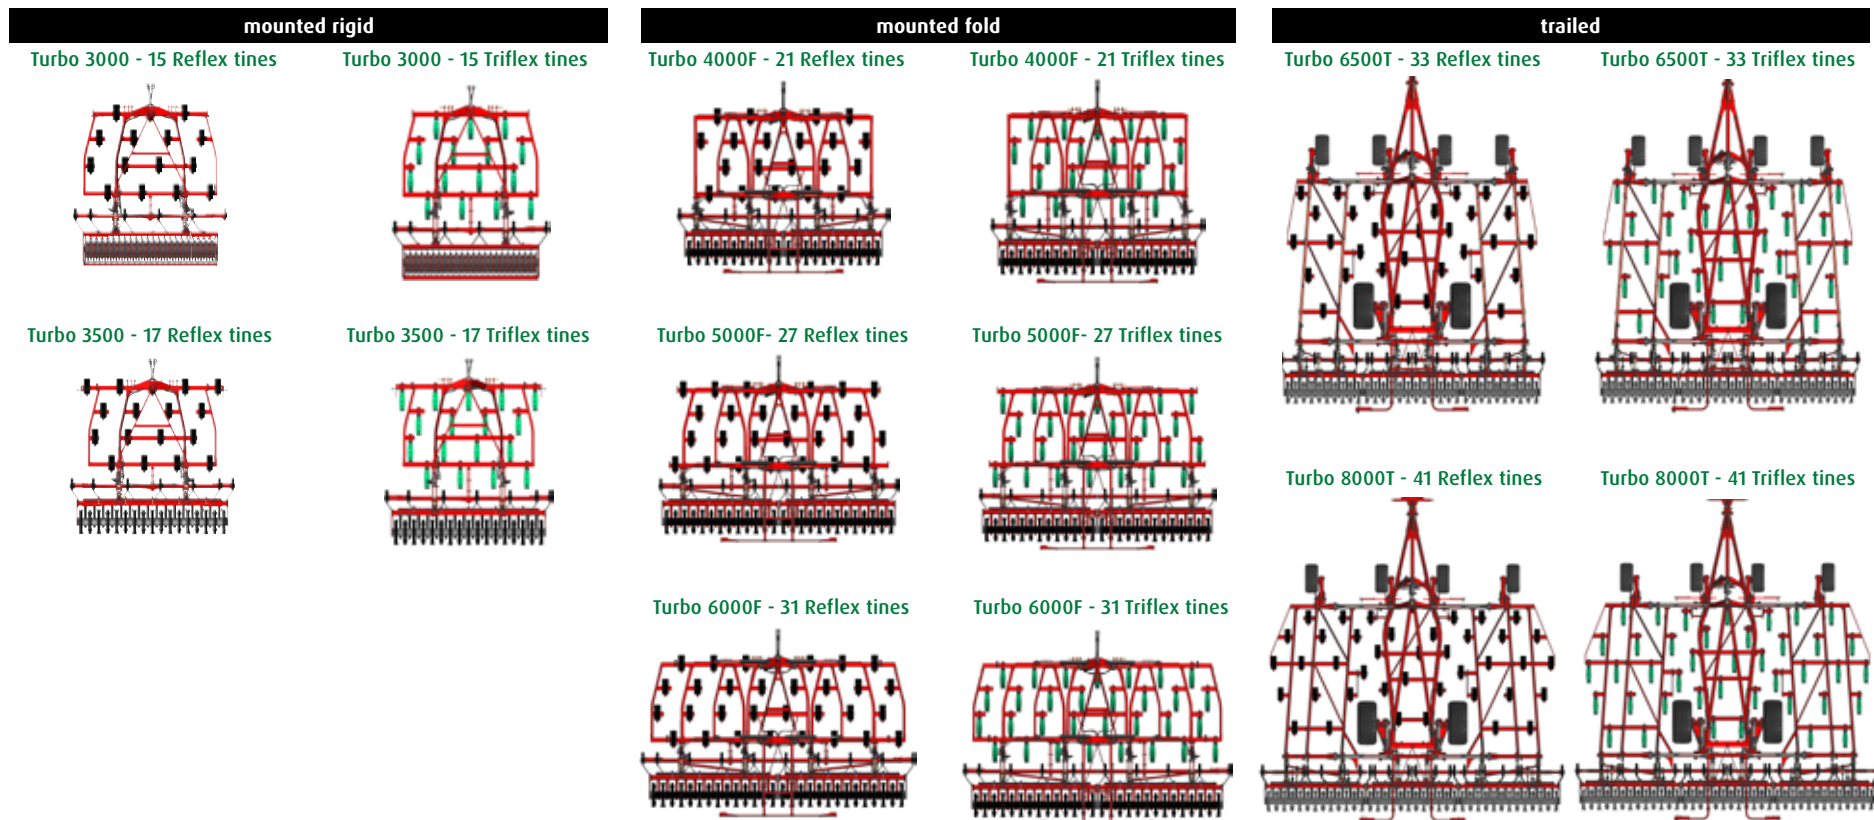 mounted rigid
mounted fold
trailed
Turbo 3000 - 15 Reflex tines
Turbo 3000 - 15 Triflex tines
Turbo 4000F - 21 Reflex tines
Turbo 4000F - 21 Triflex tines
Turbo 6500T - 33 Reflex tines
Turbo 6500T - 33 Triflex tines
Turbo 3500 - 17 Reflex tines
Turbo 3500 - 17 Triflex tines
Turbo 5000F- 27 Reflex tines
Turbo 5000F- 27 Triflex tines
Turbo 8000T - 41 Reflex tines
Turbo 8000T - 41 Triflex tines
Turbo 6000F - 31 Reflex tines
Turbo 6000F - 31 Triflex tines